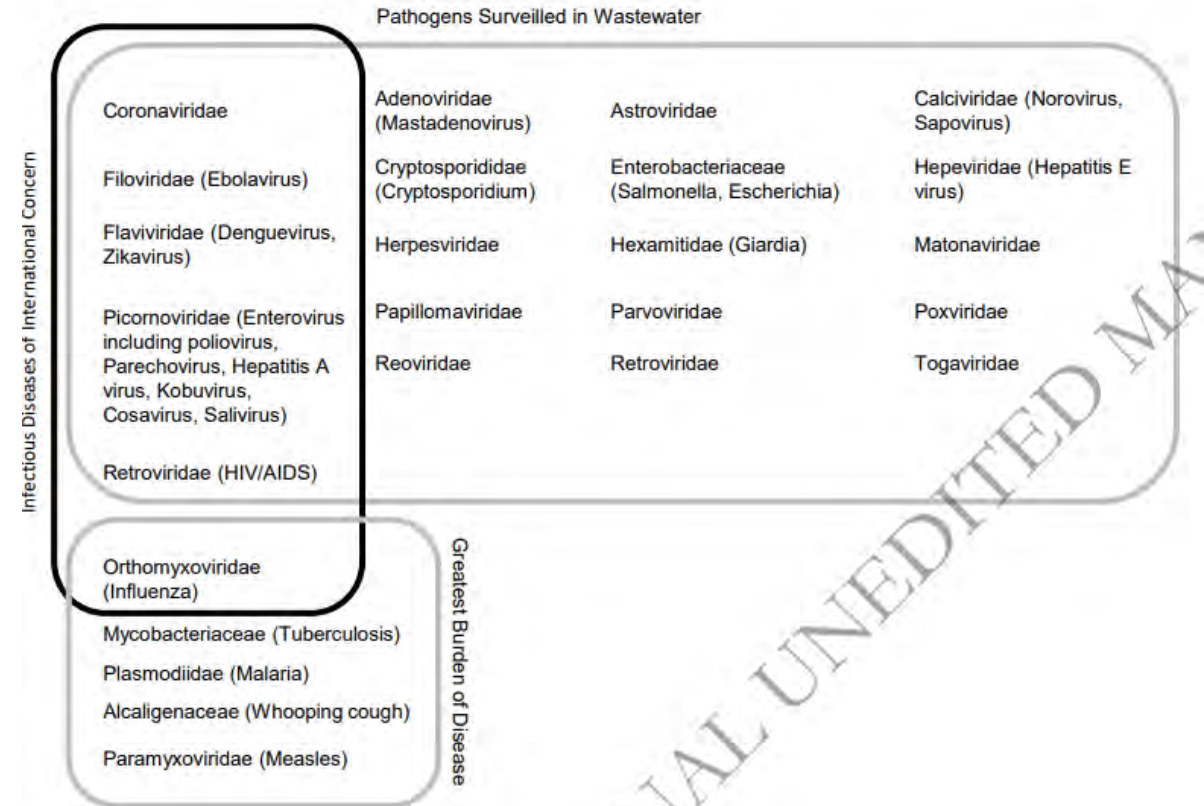 Pathogens Surveilled in Wastewater
Infectious Diseases of International Concern
Coronaviridae
Adenoviridae
(Mastadenovirus)
Astroviridae
Calciviridae (Norovirus,
Sapovirus)
Filoviridae (Ebolavirus)
Cryptosporididae
(Cryptosporidium)
Enterobacteriaceae
(Salmonella, Escherichia)
Hepeviridae (Hepatitis E
virus)
Flaviviridae (Denguevirus,
Zikavirus)
Herpesviridae
Hexamitidae (Giardia)
Matonaviridae
Picornoviridae (Enterovirus
including poliovirus,
Parechovirus, Hepatitis A
virus, Kobuvirus,
Cosavirus, Salivirus)
Papillomaviridae
Parvoviridae
Poxviridae
Reoviridae
Retroviridae
Togaviridae
Retroviridae (HIV/AIDS)
Greatest Burden of Disease
Orthomyxoviridae
(Influenza)
Mycobacteriaceae (Tuberculosis)
Plasmodiidae (Malaria)
Alcaligenaceae (Whooping cough)
Paramyxoviridae (Measles)
UNEDITED